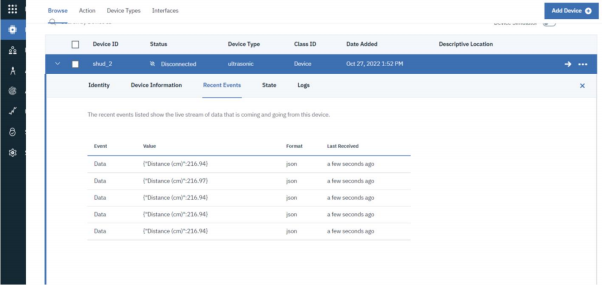 Browse Action Device Types Interfaces
Add Device
Device ID Status Device Type Class ID Date Added Descriptive Location
shud_2 Disconnected ultrasonic Device Oct 27, 2022 1:52 PM
Identity Device Information Recent Events State Logs
The recent events listed show the live stream of data that is coming and going from this device.
Event Value Format Last Received
Data {"Distance (cm)":216.94} json a few seconds ago
Data {"Distance (cm)":216.97} json a few seconds ago
Data {"Distance (cm)":216.94} json a few seconds ago
Data {"Distance (cm)":216.94} json a few seconds ago
Data {"Distance (cm)":216.94} json a few seconds ago